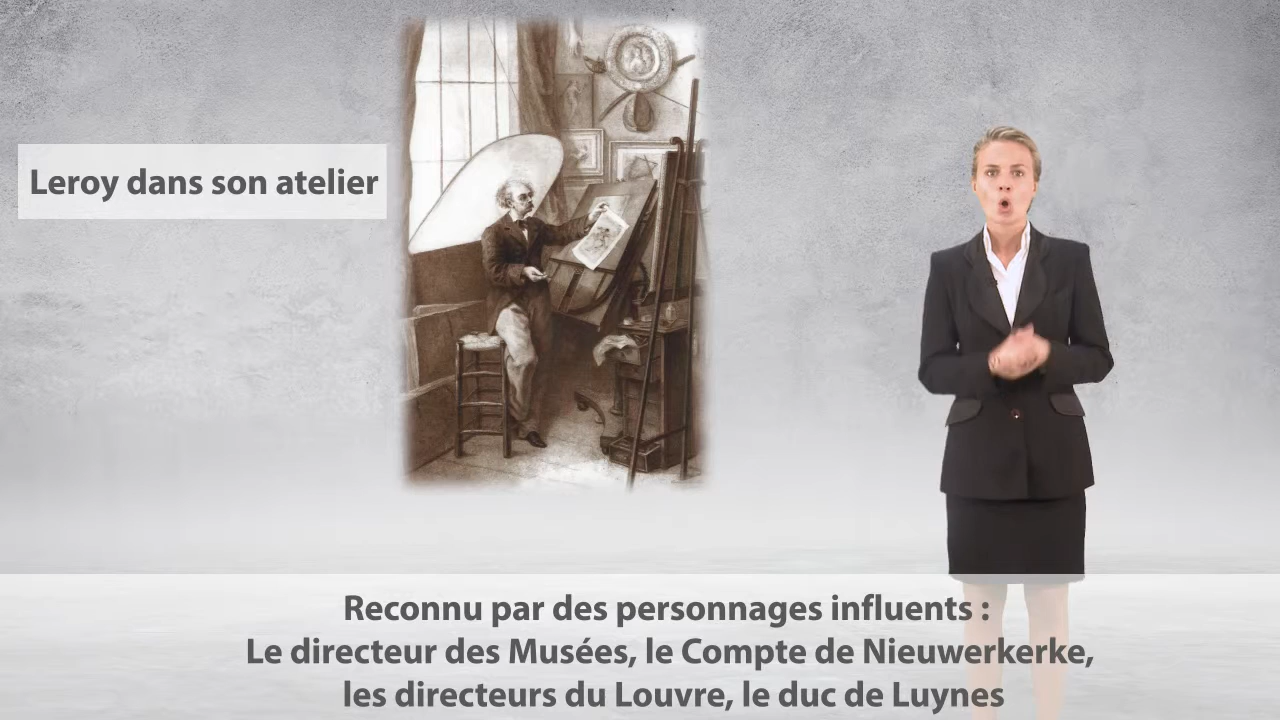 Leroy dans son atelier
Reconnu par des personnages influents :
Le directeur des Musées, le Compte de Nieuwerkerke,
les directeurs du Louvre, le duc de Luynes